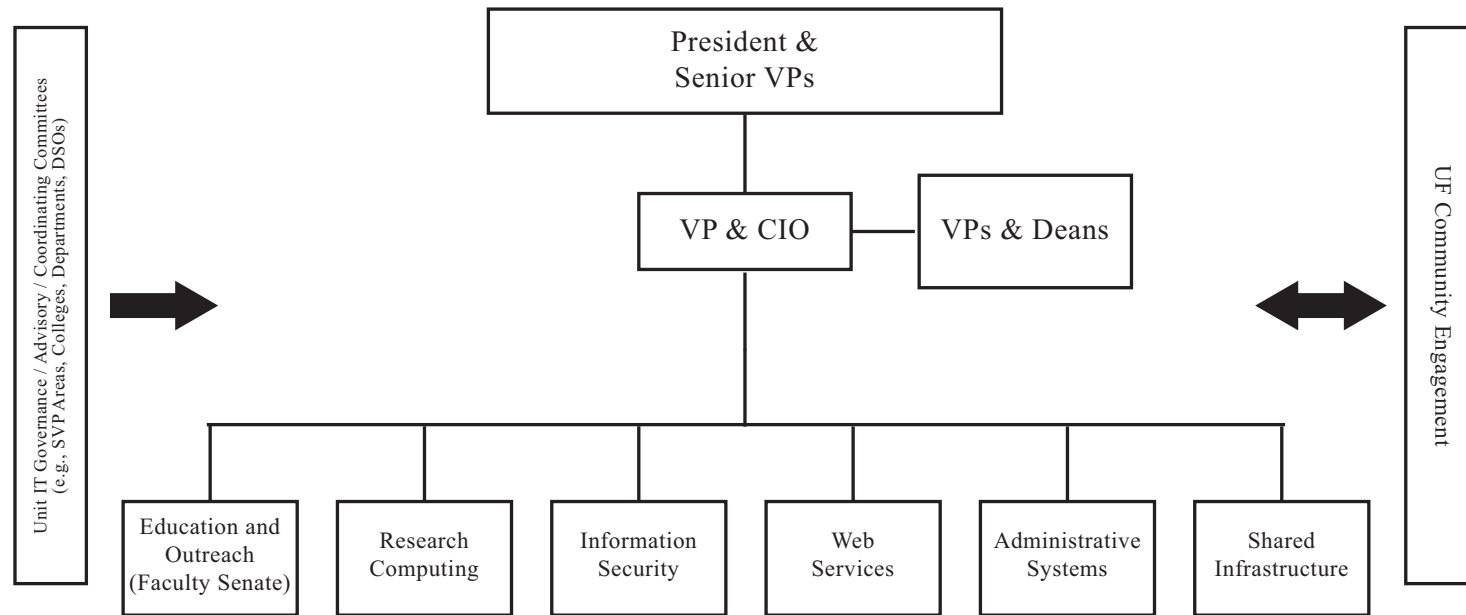 Unit IT Governance / Advisory / Coordinating Committees
(e.g., SVP Areas, Colleges, Departments, DSOs)
President &
Senior VPs
VP & CIO
VPs & Deans
UF Community Engagement
Education and
Outreach
(Faculty Senate)
Research
Computing
Information
Security
Web
Services
Administrative
Systems
Shared
Infrastructure